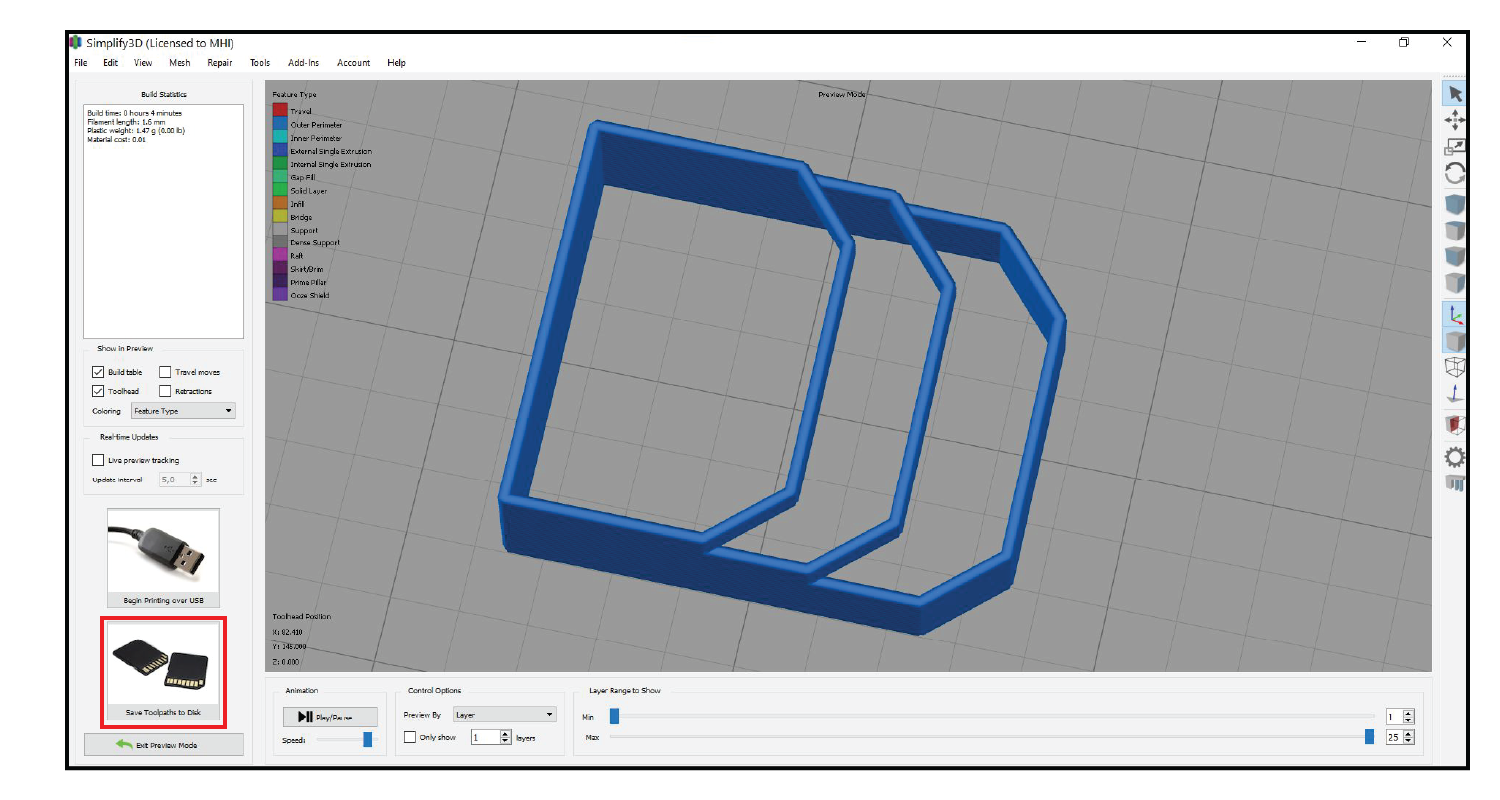 Simplify3D (Licensed to MHI)
File Edit View Mesh Repair Tools Add-Ins Account Help
Build Statistics
Build time: 0 hours 4 minutes
Filament length: 1.6 mm
Plastic weight: 1.47 g (0.00 lb)
Material cost: 0.01
Show in Preview
Build table Travel moves
Toolhead Retractions
Coloring Feature Type
Real-time Updates
Live preview tracking
Update interval 5,0 sec
Begin Printing over USB
Save Toolpaths to Disk
Exit Preview Mode
Feature Type
Travel
Outer Perimeter
Inner Perimeter
External Single Extrusion
Internal Single Extrusion
Gap Fill
Solid Layer
Infill
Bridge
Support
Dense Support
Raft
Skirt/Brim
Prime Pillar
Ooze Shield
Preview Mode
Toolhead Position
X: 82.410
Y: 148.000
Z: 0.000
Animation
Play/Pause
Speed:
Control Options
Preview By Layer
Only show 1 layers
Layer Range to Show
Min 1
Max 25